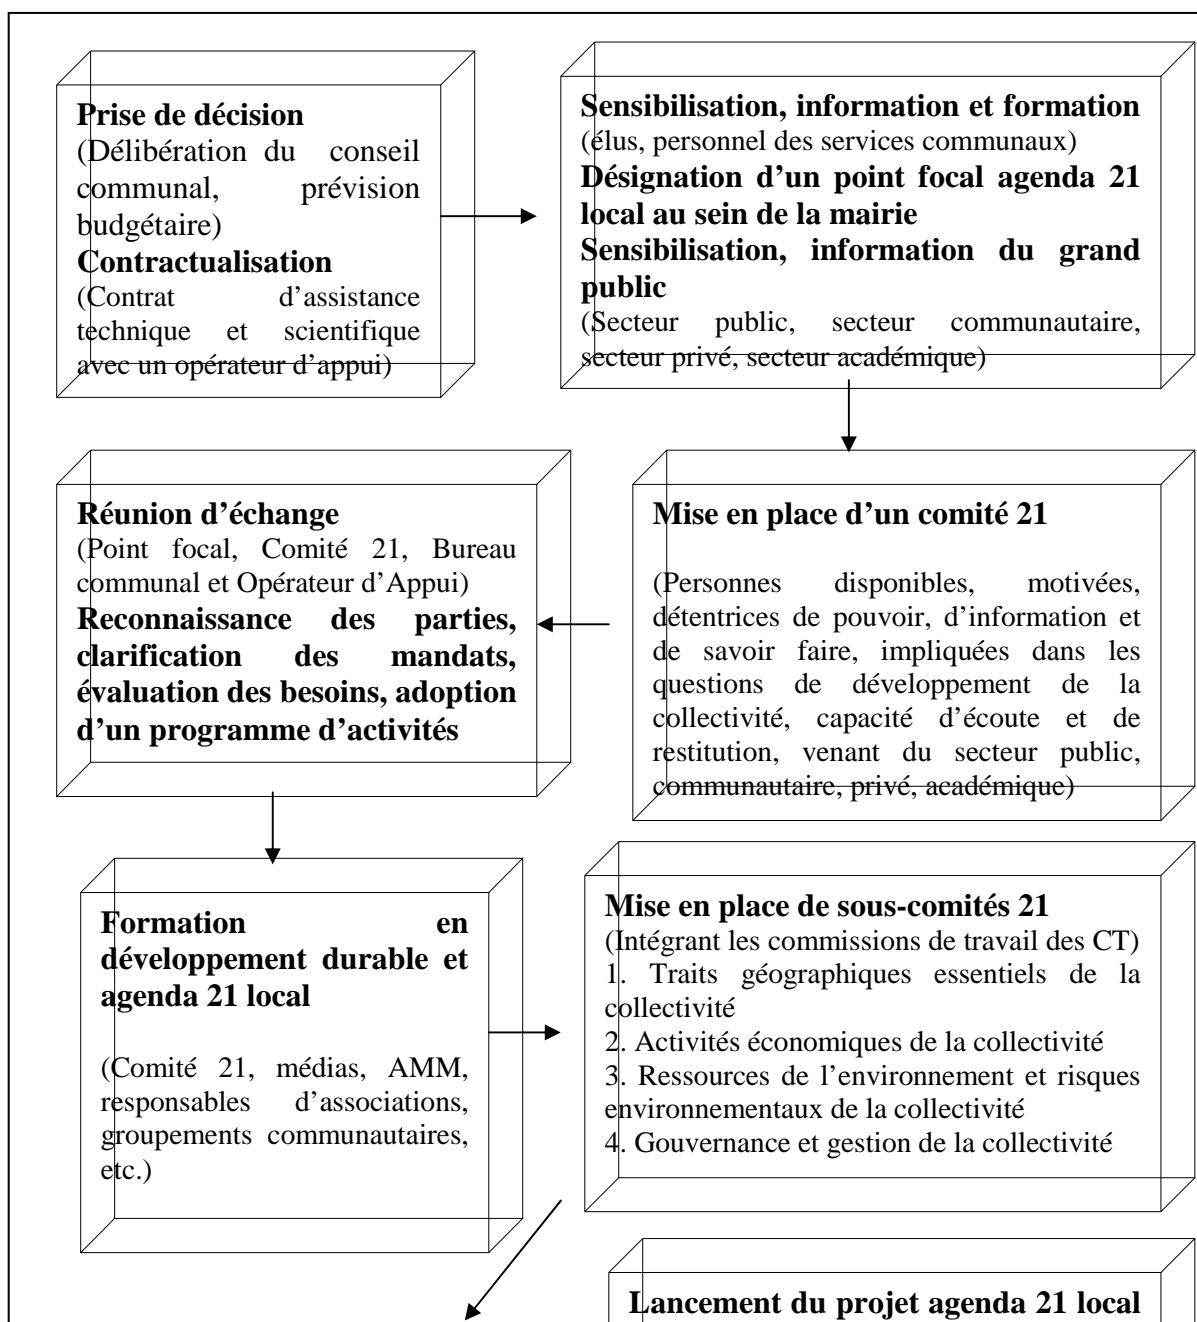 Prise de décision
(Délibération du conseil
communal, prévision
budgétaire)
Contractualisation
(Contrat d’assistance
technique et scientifique
avec un opérateur d’appui)
Sensibilisation, information et formation
(élus, personnel des services communaux)
Désignation d’un point focal agenda 21
local au sein de la mairie
Sensibilisation, information du grand
public
(Secteur public, secteur communautaire,
secteur privé, secteur académique)
Mise en place d’un comité 21
(Personnes disponibles, motivées,
détentrices de pouvoir, d’information et
de savoir faire, impliquées dans les
questions de développement de la
collectivité, capacité d’écoute et de
restitution, venant du secteur public,
communautaire, privé, académique)
Réunion d’échange
(Point focal, Comité 21, Bureau
communal et Opérateur d’Appui)
Reconnaissance des parties,
clarification des mandats,
évaluation des besoins, adoption
d’un programme d’activités
Formation en
développement durable et
agenda 21 local
(Comité 21, médias, AMM,
responsables d’associations,
groupements communautaires,
etc.)
Mise en place de sous-comités 21
(Intégrant les commissions de travail des CT)
1. Traits géographiques essentiels de la
collectivité
2. Activités économiques de la collectivité
3. Ressources de l’environnement et risques
environnementaux de la collectivité
4. Gouvernance et gestion de la collectivité
Lancement du projet agenda 21 local